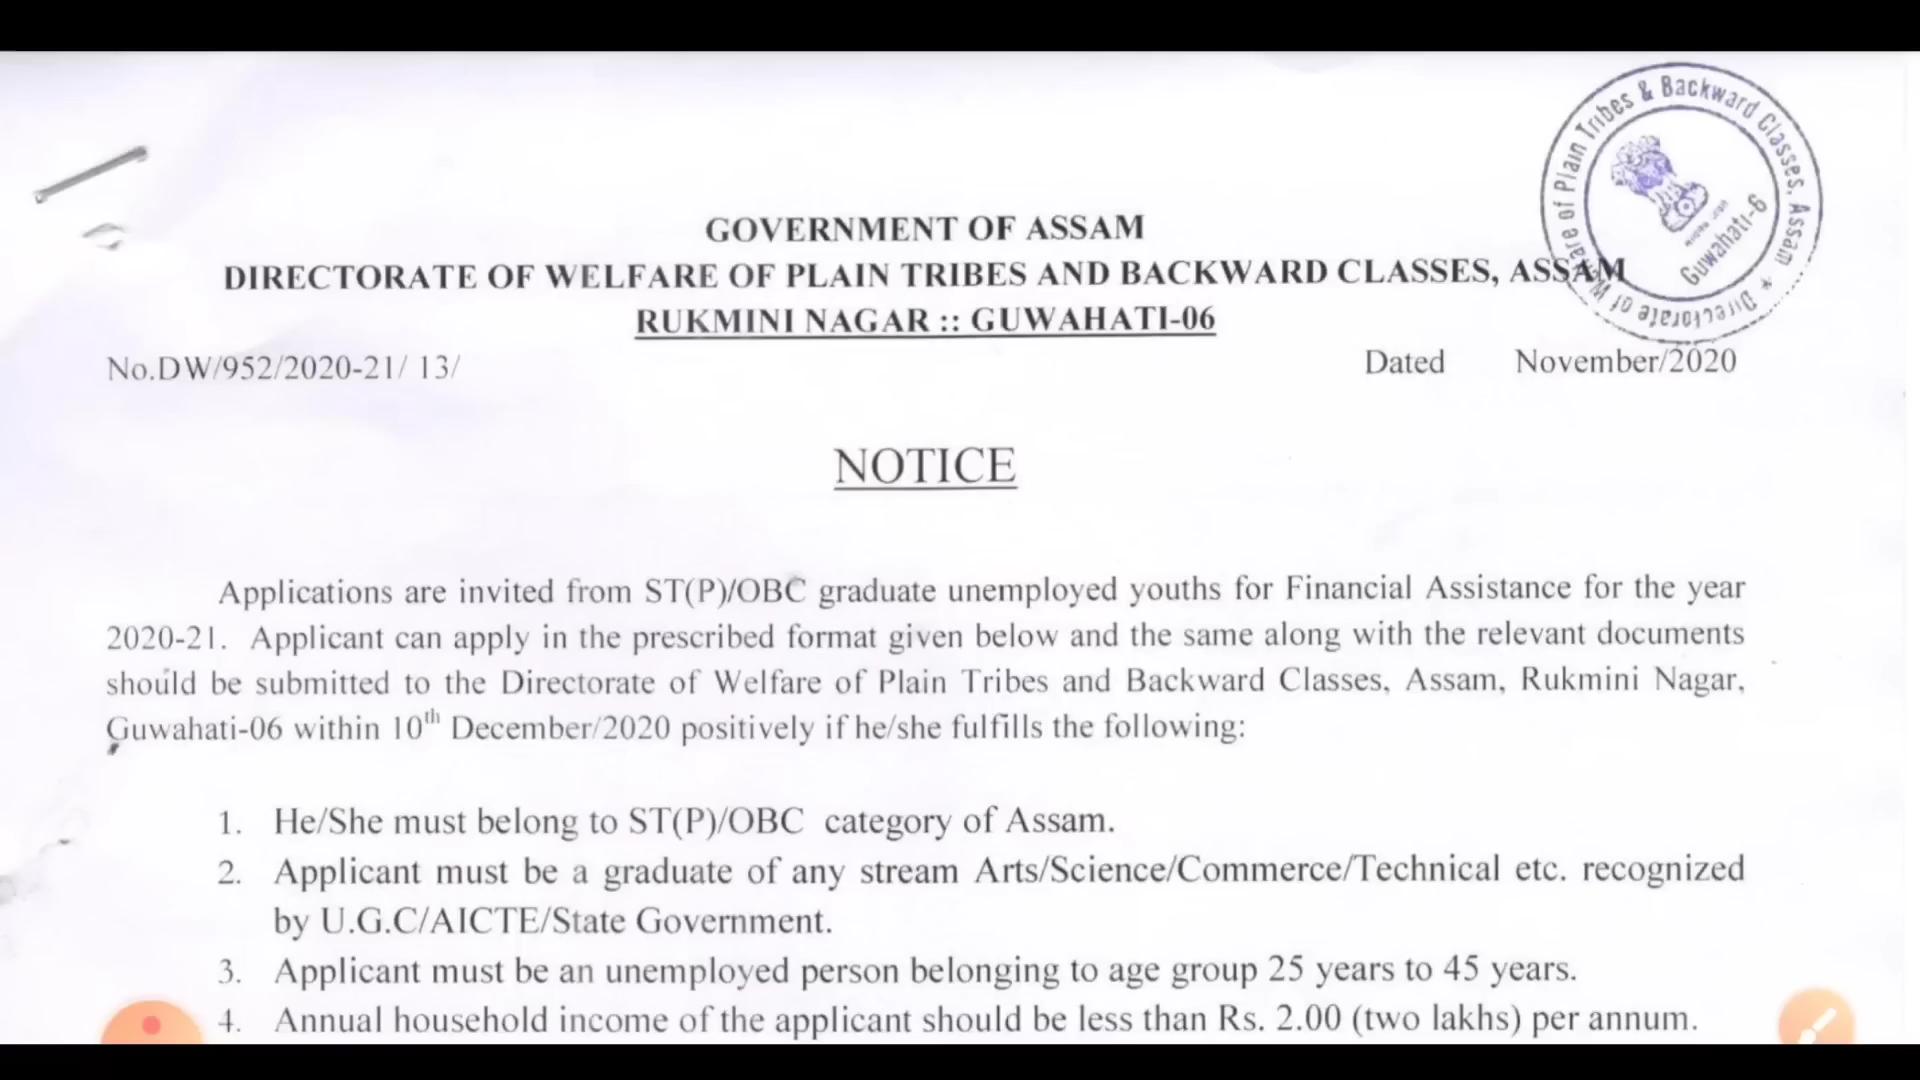 Directorate of Welfare of Plain Tribes & Backward Classes, Assam *
Guwahati-6
GOVERNMENT OF ASSAM
DIRECTORATE OF WELFARE OF PLAIN TRIBES AND BACKWARD CLASSES, ASSAM
RUKMINI NAGAR :: GUWAHATI-06
No.DW/952/2020-21/ 13/ Dated November/2020
NOTICE
Applications are invited from ST(P)/OBC graduate unemployed youths for Financial Assistance for the year
2020-21. Applicant can apply in the prescribed format given below and the same along with the relevant documents
should be submitted to the Directorate of Welfare of Plain Tribes and Backward Classes, Assam, Rukmini Nagar,
Guwahati-06 within 10th December/2020 positively if he/she fulfills the following:
1. He/She must belong to ST(P)/OBC category of Assam.
2. Applicant must be a graduate of any stream Arts/Science/Commerce/Technical etc. recognized
by U.G.C/AICTE/State Government.
3. Applicant must be an unemployed person belonging to age group 25 years to 45 years.
4. Annual household income of the applicant should be less than Rs. 2.00 (two lakhs) per annum.